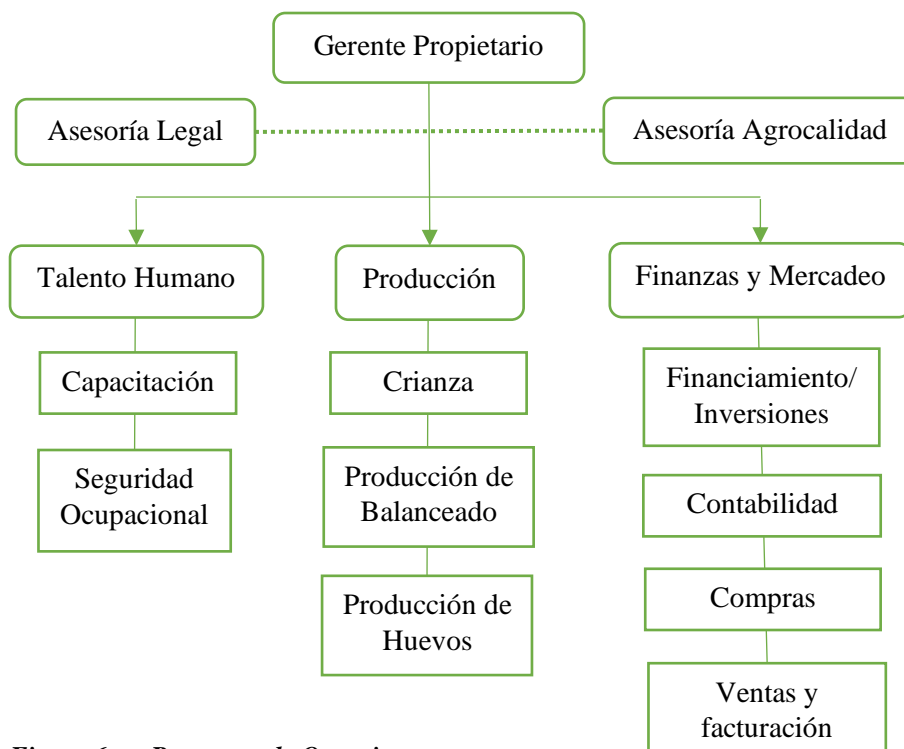 Gerente Propietario
Asesoría Legal
Asesoría Agrocalidad
Talento Humano
Producción
Finanzas y Mercadeo
Capacitación
Crianza
Financiamiento/
Inversiones
Seguridad
Ocupacional
Producción de
Balanceado
Contabilidad
Producción de
Huevos
Compras
Ventas y
facturación